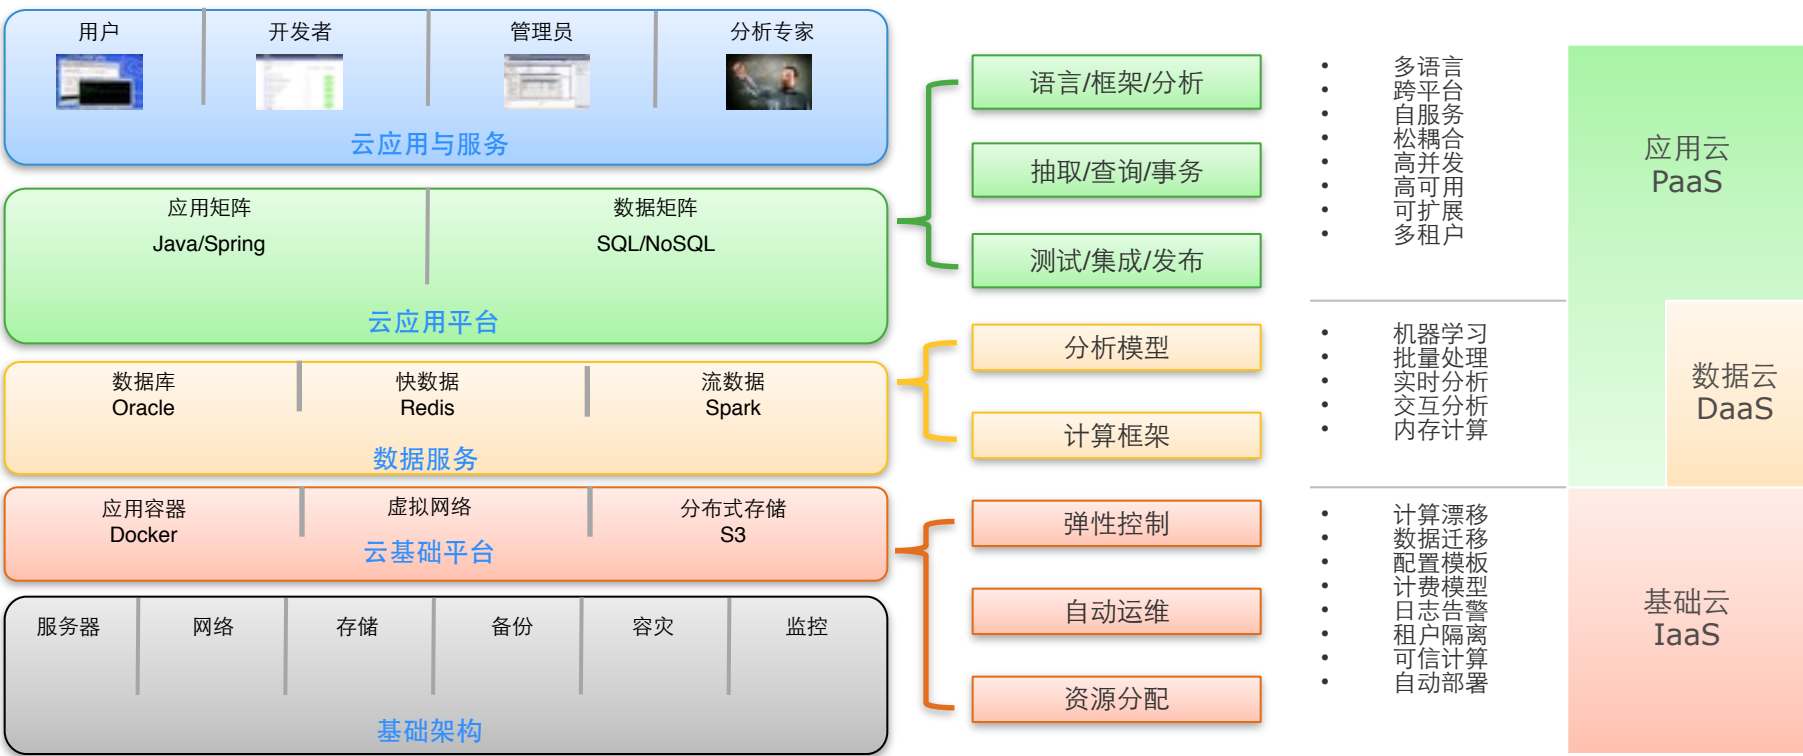 用户
开发者
管理员
分析专家
云应用与服务
应用矩阵
Java/Spring
数据矩阵
SQL/NoSQL
云应用平台
数据库
Oracle
快数据
Redis
流数据
Spark
数据服务
应用容器
Docker
虚拟网络
分布式存储
S3
云基础平台
服务器
网络
存储
备份
容灾
监控
基础架构
语言/框架/分析
抽取/查询/事务
测试/集成/发布
分析模型
计算框架
弹性控制
自动运维
资源分配
• 多语言
• 跨平台
• 自服务
• 松耦合
• 高并发
• 高可用
• 可扩展
• 多租户
• 机器学习
• 批量处理
• 实时分析
• 交互分析
• 内存计算
• 计算漂移
• 数据迁移
• 配置模板
• 计费模型
• 日志告警
• 租户隔离
• 可信计算
• 自动部署
应用云
PaaS
数据云
DaaS
基础云
IaaS